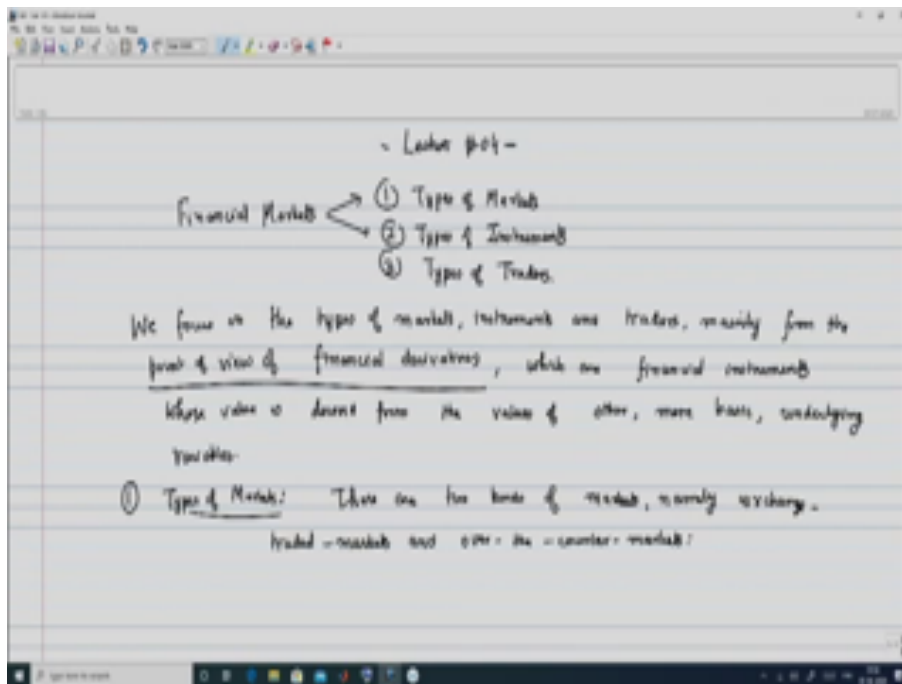 - Lecture #04 -
Financial Markets
① Types of Markets
② Types of Instruments
③ Types of Traders.
We focus on the types of markets, instruments and traders, mainly from the
point of view of financial derivatives, which are financial instruments
whose value is derived from the values of other, more basic, underlying
variables.
① Types of Markets: There are two kinds of markets, namely exchange-
traded-markets and over-the-counter-markets: